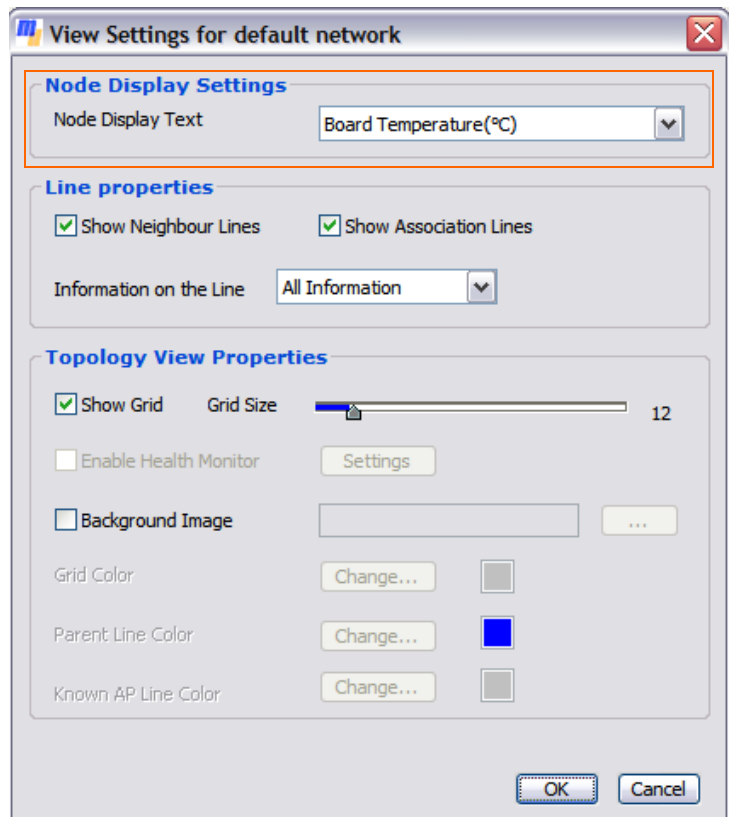 View Settings for default network
Node Display Settings
Node Display Text Board Temperature(°C)
Line properties
Show Neighbour Lines Show Association Lines
Information on the Line All Information
Topology View Properties
Show Grid Grid Size 12
Enable Health Monitor Settings
Background Image ...
Grid Color Change...
Parent Line Color Change...
Known AP Line Color Change...
OK Cancel